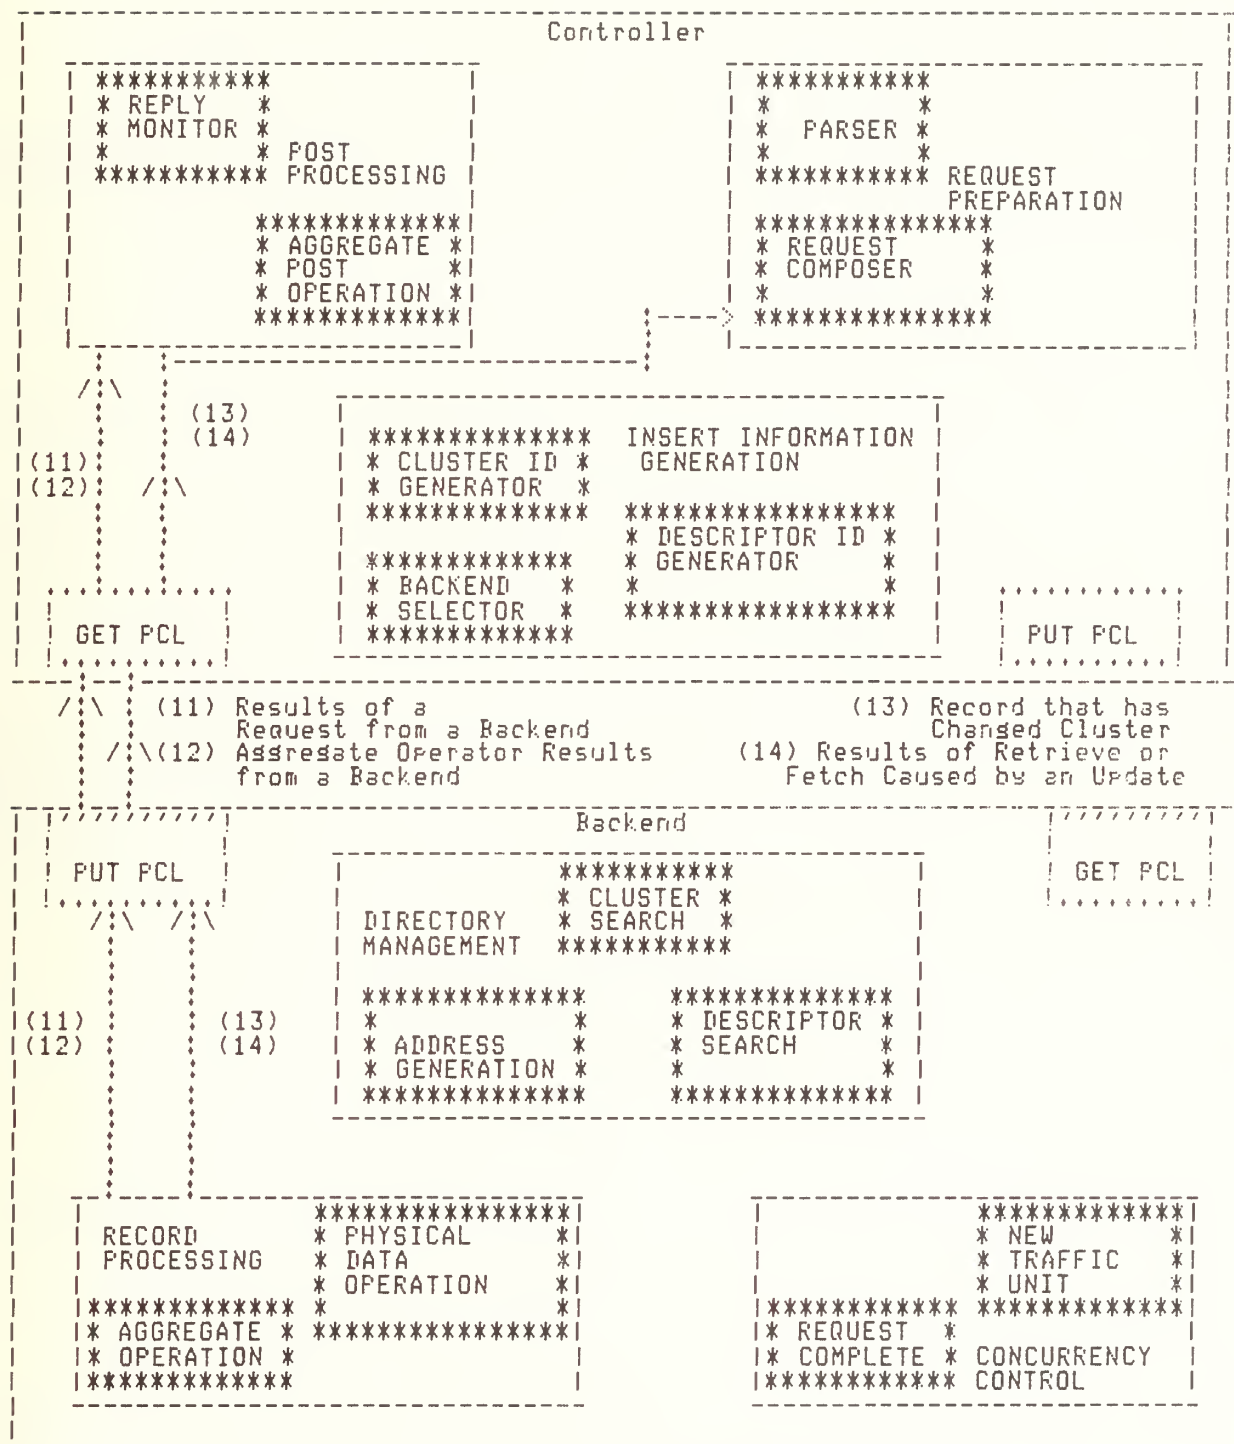 Controller
REPLY
MONITOR
POST
PROCESSING
AGGREGATE
POST
OPERATION
PARSER
REQUEST
PREPARATION
REQUEST
COMPOSER
(13)
(14)
(11)
(12)
INSERT INFORMATION
GENERATION
CLUSTER ID
GENERATOR
DESCRIPTOR ID
GENERATOR
BACKEND
SELECTOR
GET PCL
PUT PCL
(11) Results of a
Request from a Backend
(12) Aggregate Operator Results
from a Backend
(13) Record that has
Changed Cluster
(14) Results of Retrieve or
Fetch Caused by an Update
Backend
PUT PCL
GET PCL
CLUSTER
SEARCH
DIRECTORY
MANAGEMENT
(11)
(12)
(13)
(14)
ADDRESS
GENERATION
DESCRIPTOR
SEARCH
RECORD
PROCESSING
PHYSICAL
DATA
OPERATION
AGGREGATE
OPERATION
NEW
TRAFFIC
UNIT
REQUEST
COMPLETE
CONCURRENCY
CONTROL